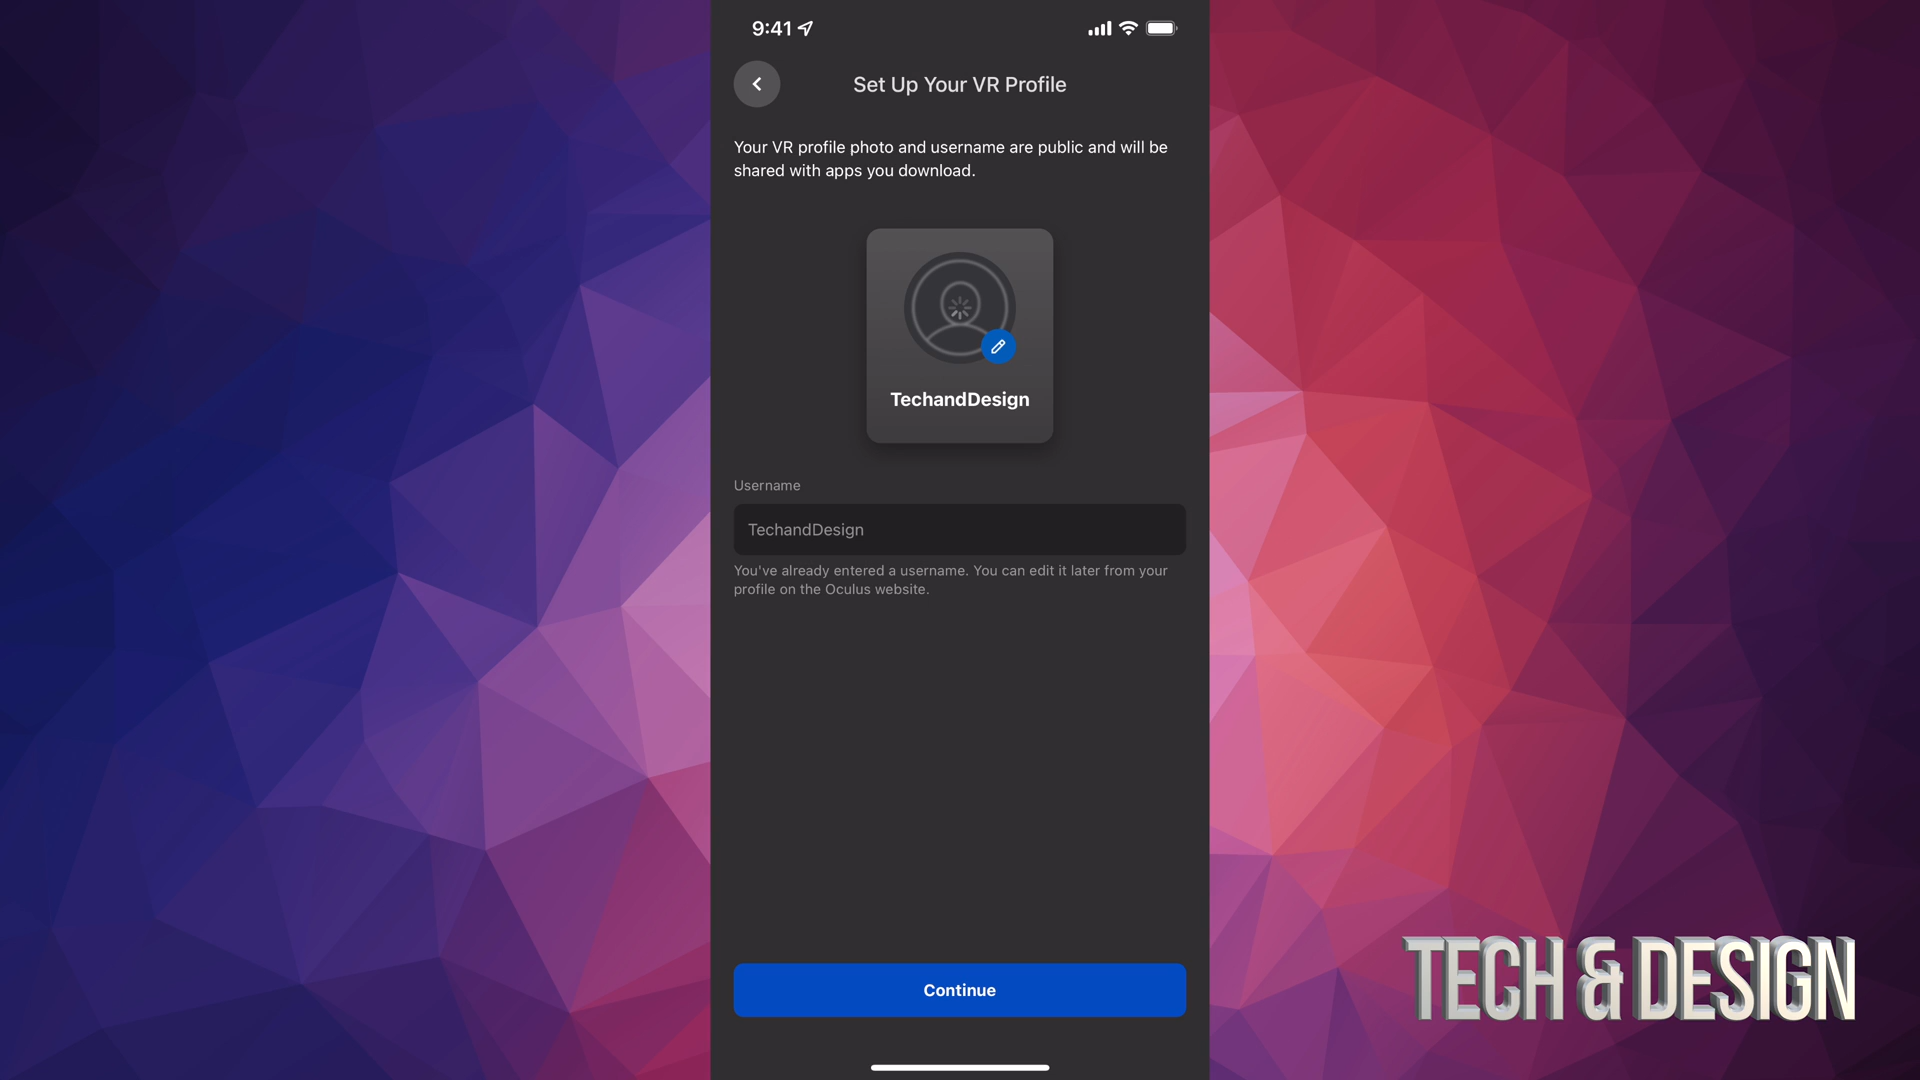 9:41
Set Up Your VR Profile
Your VR profile photo and username are public and will be
shared with apps you download.
TechandDesign
Username
TechandDesign
You've already entered a username. You can edit it later from your
profile on the Oculus website.
Continue
TECH & DESIGN